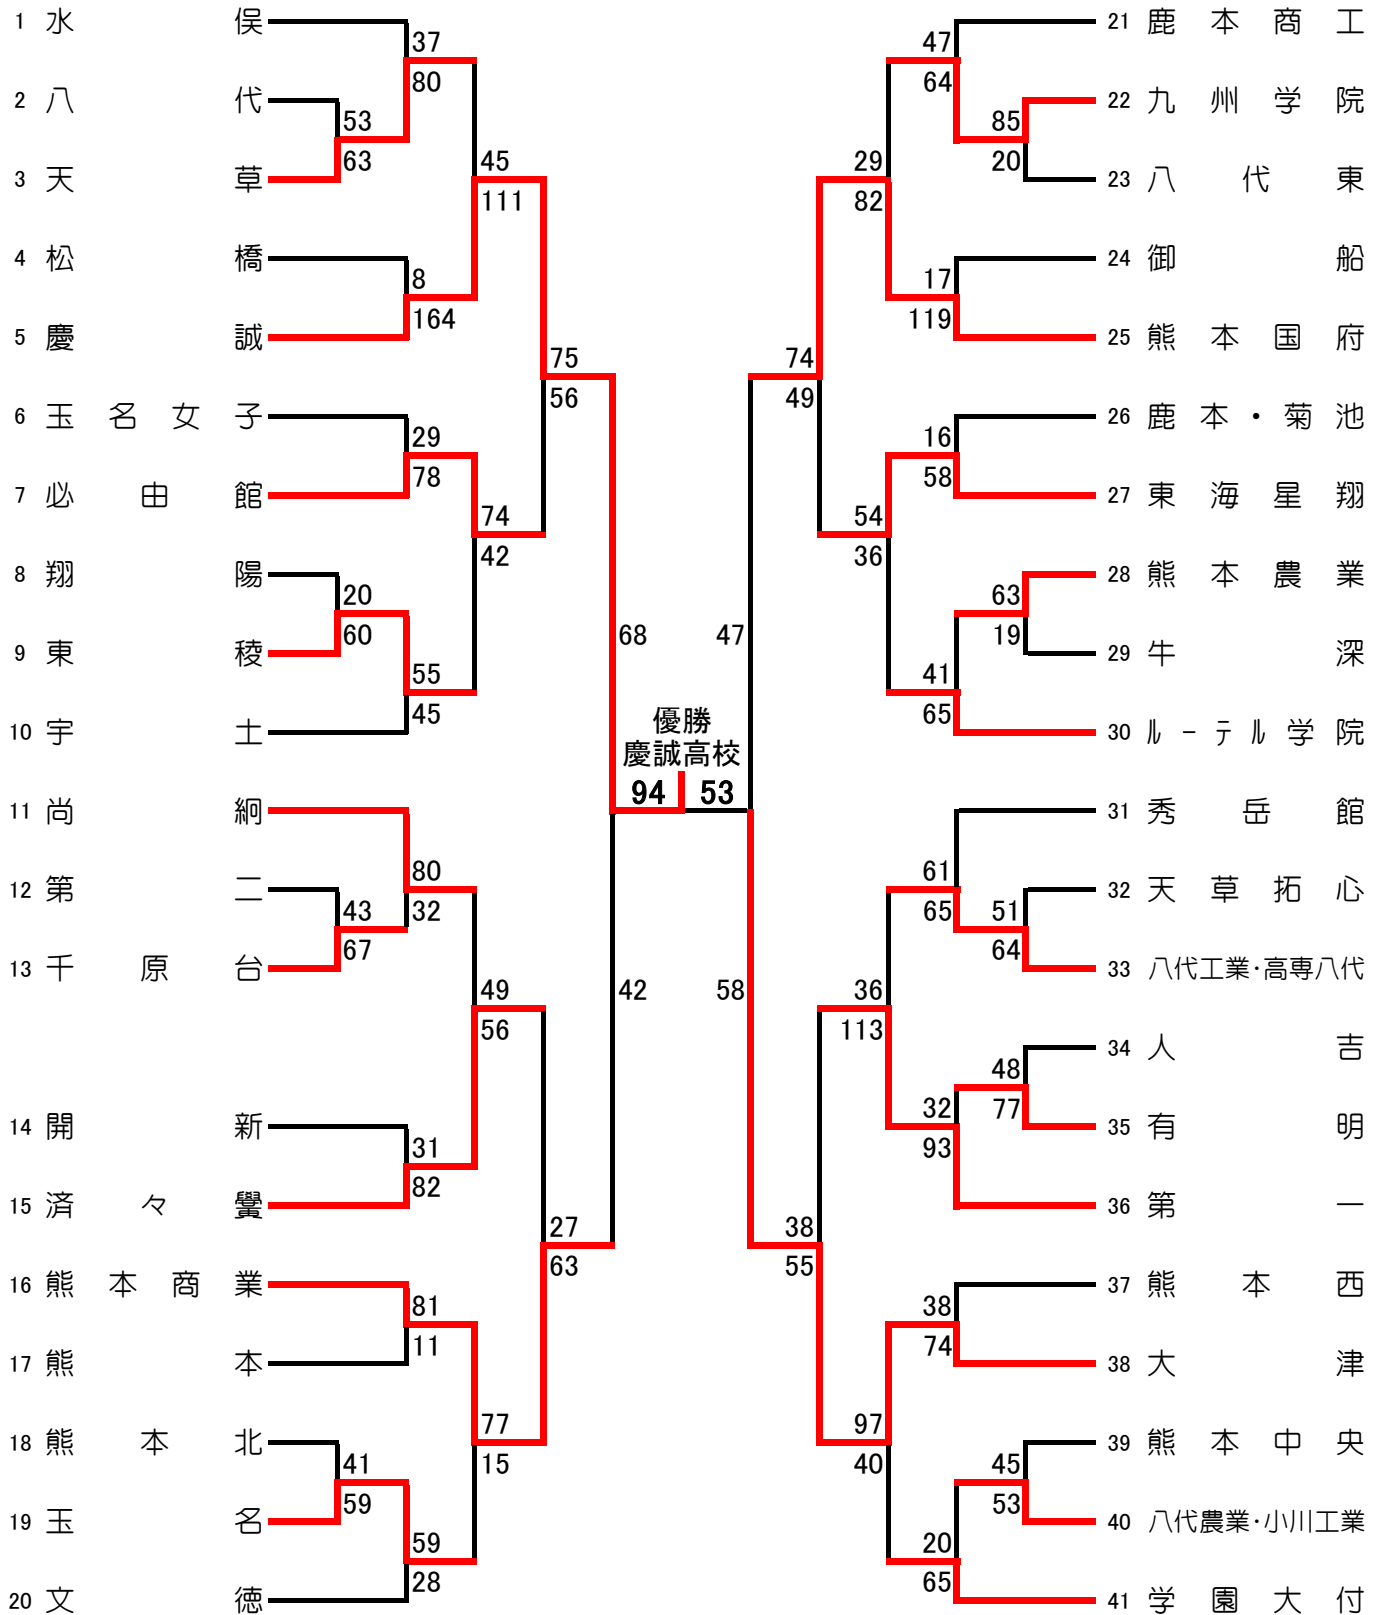 1 水俣
2 八代
3 天草
4 松橋
5 慶誠
6 玉名女子
7 必由館
8 翔陽
9 東稜
10 宇土
11 尚絅
12 第二
13 千原台
14 開新
15 済々黌
16 熊本商業
17 熊本
18 熊本北
19 玉名
20 文徳
37
80
53
63
45
111
8
164
75
56
29
78
74
42
20
60
55
45
80
32
43
67
49
56
31
82
27
63
81
11
77
15
41
59
59
28
68
42
優勝
慶誠高校
94 53
47
58
47
64
85
20
29
82
17
119
74
49
16
58
54
36
63
19
41
65
61
65
51
64
36
113
48
77
32
93
38
55
38
74
97
40
45
53
20
65
21 鹿本商工
22 九州学院
23 八代東
24 御船
25 熊本国府
26 鹿本・菊池
27 東海星翔
28 熊本農業
29 牛深
30 ルーテル学院
31 秀岳館
32 天草拓心
33 八代工業・高専八代
34 人吉
35 有明
36 第一
37 熊本西
38 大津
39 熊本中央
40 八代農業・小川工業
41 学園大付